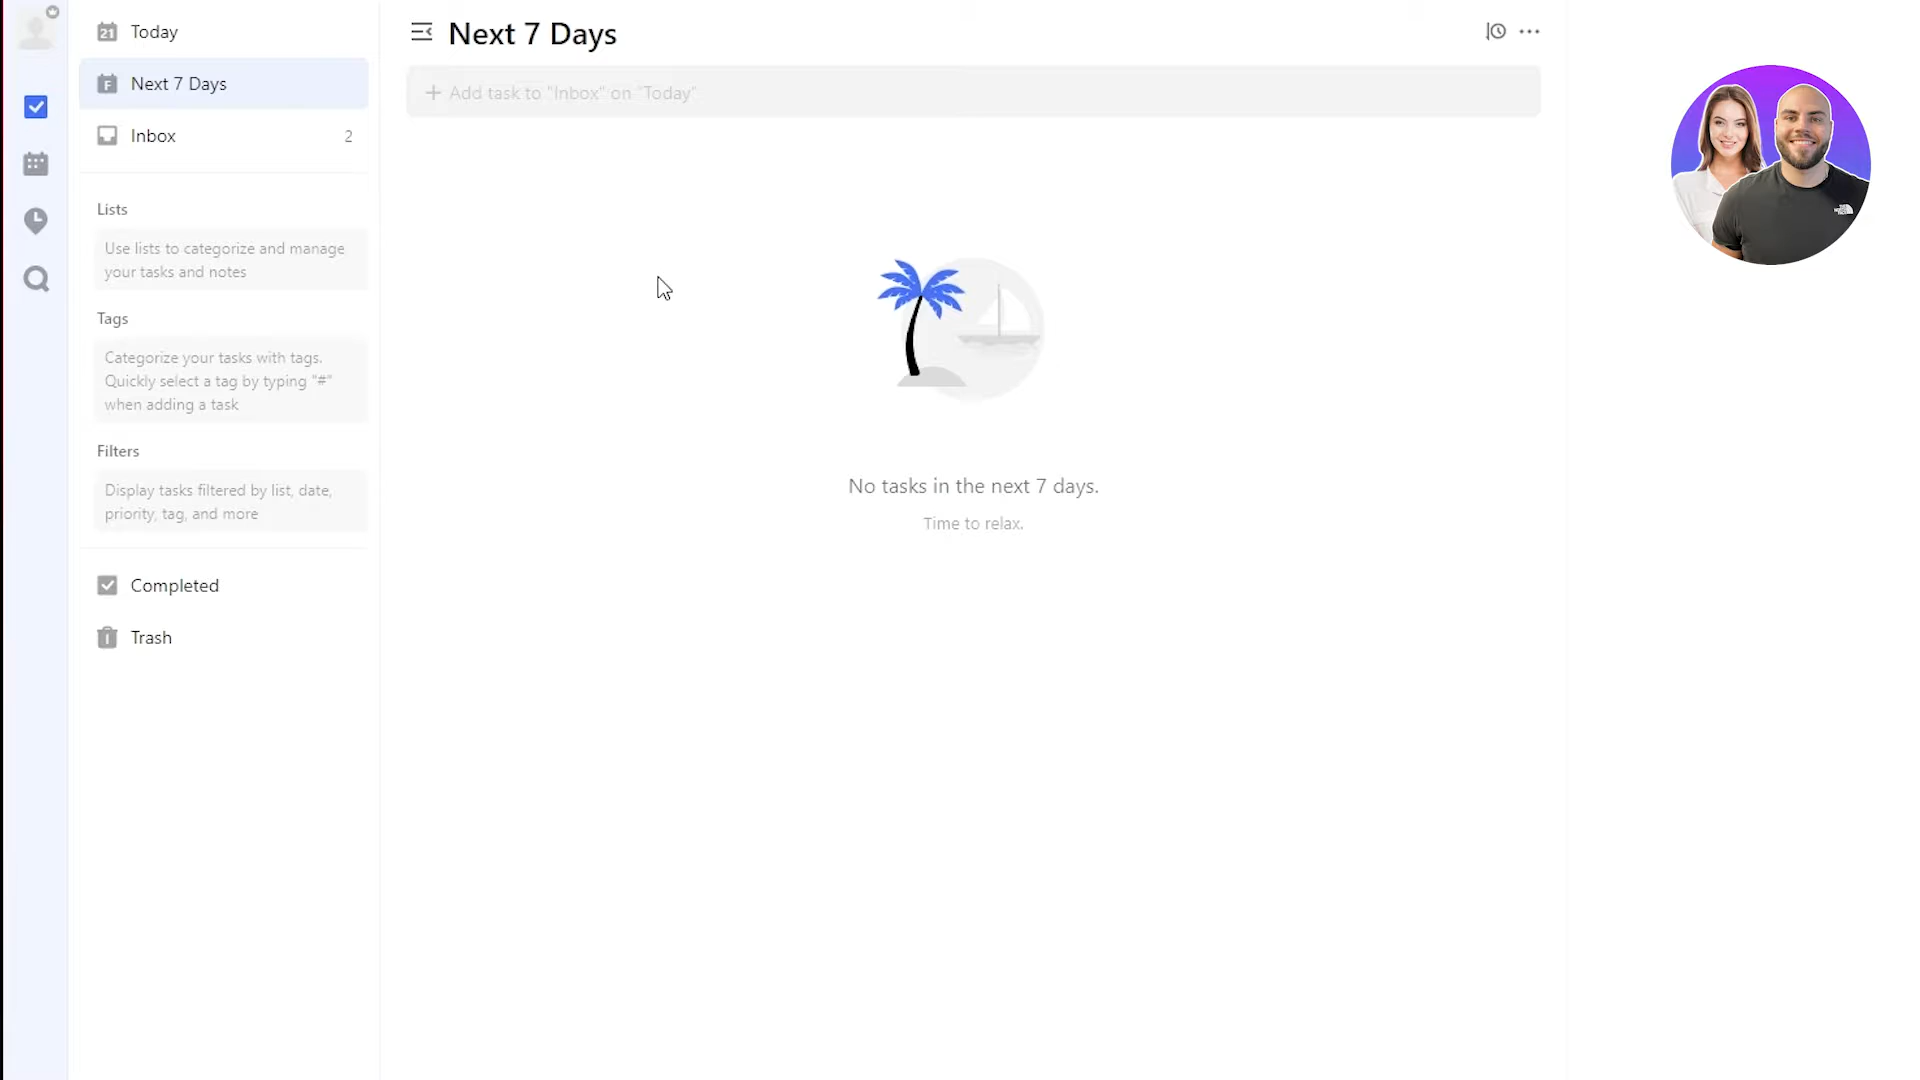 21 Today
F Next 7 Days
Inbox 2
Lists
Use lists to categorize and manage
your tasks and notes
Tags
Categorize your tasks with tags.
Quickly select a tag by typing "#"
when adding a task
Filters
Display tasks filtered by list, date,
priority, tag, and more
Completed
Trash
Next 7 Days
+ Add task to "Inbox" on "Today"
No tasks in the next 7 days.
Time to relax.